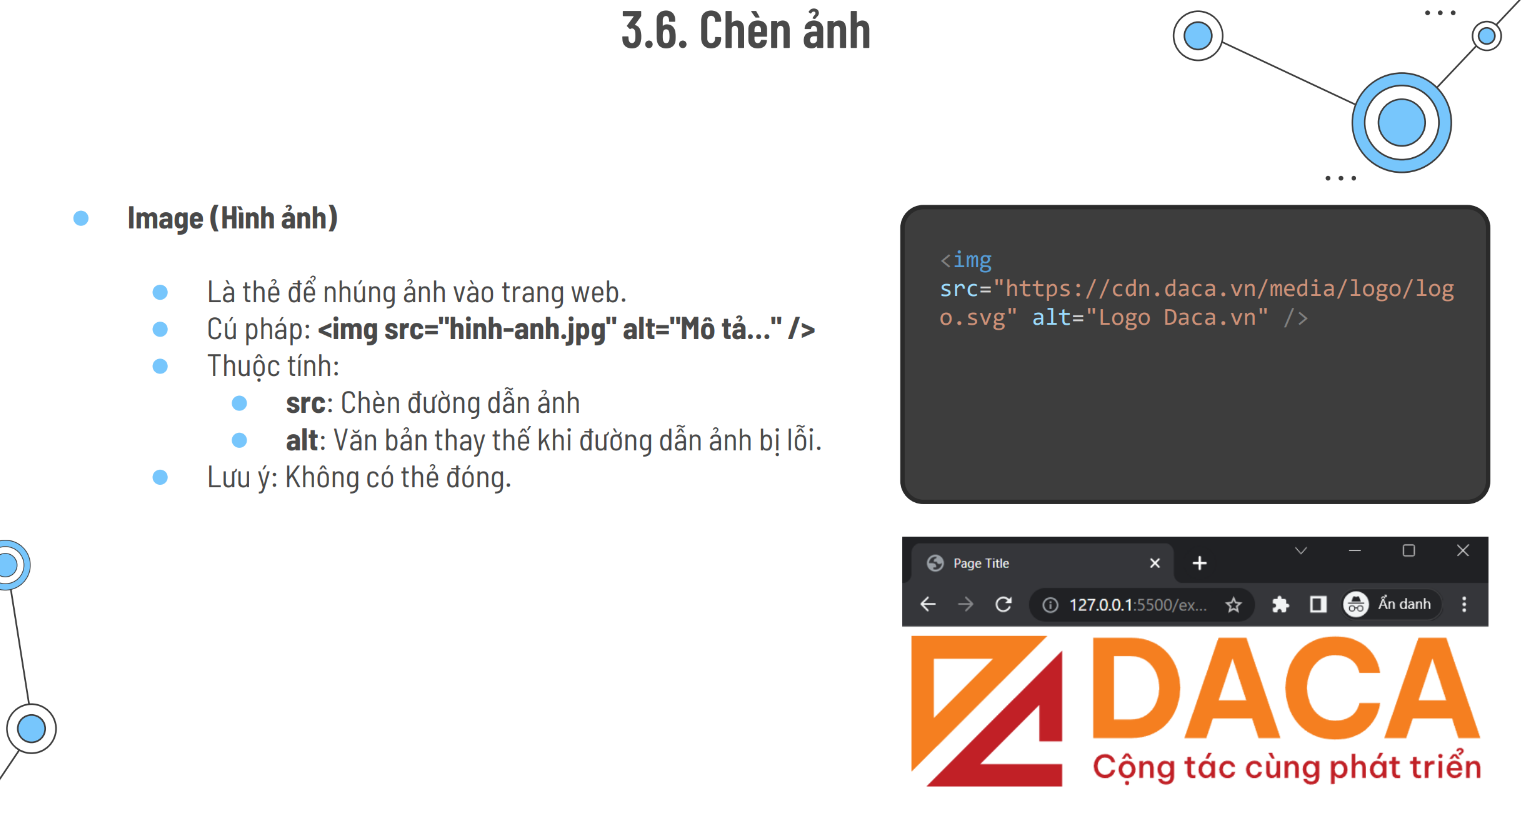 3.6. Chèn ảnh
Image (Hình ảnh)
Là thẻ để nhúng ảnh vào trang web.
Cú pháp: <img src="hinh-anh.jpg" alt="Mô tả..." />
Thuộc tính:
src: Chèn đường dẫn ảnh
alt: Văn bản thay thế khi đường dẫn ảnh bị lỗi.
Lưu ý: Không có thẻ đóng.
<img
src="https://cdn.daca.vn/media/logo/log
o.svg" alt="Logo Daca.vn" />
Page Title
127.0.0.1:5500/ex... Ẩn danh
DACA
Cộng tác cùng phát triển